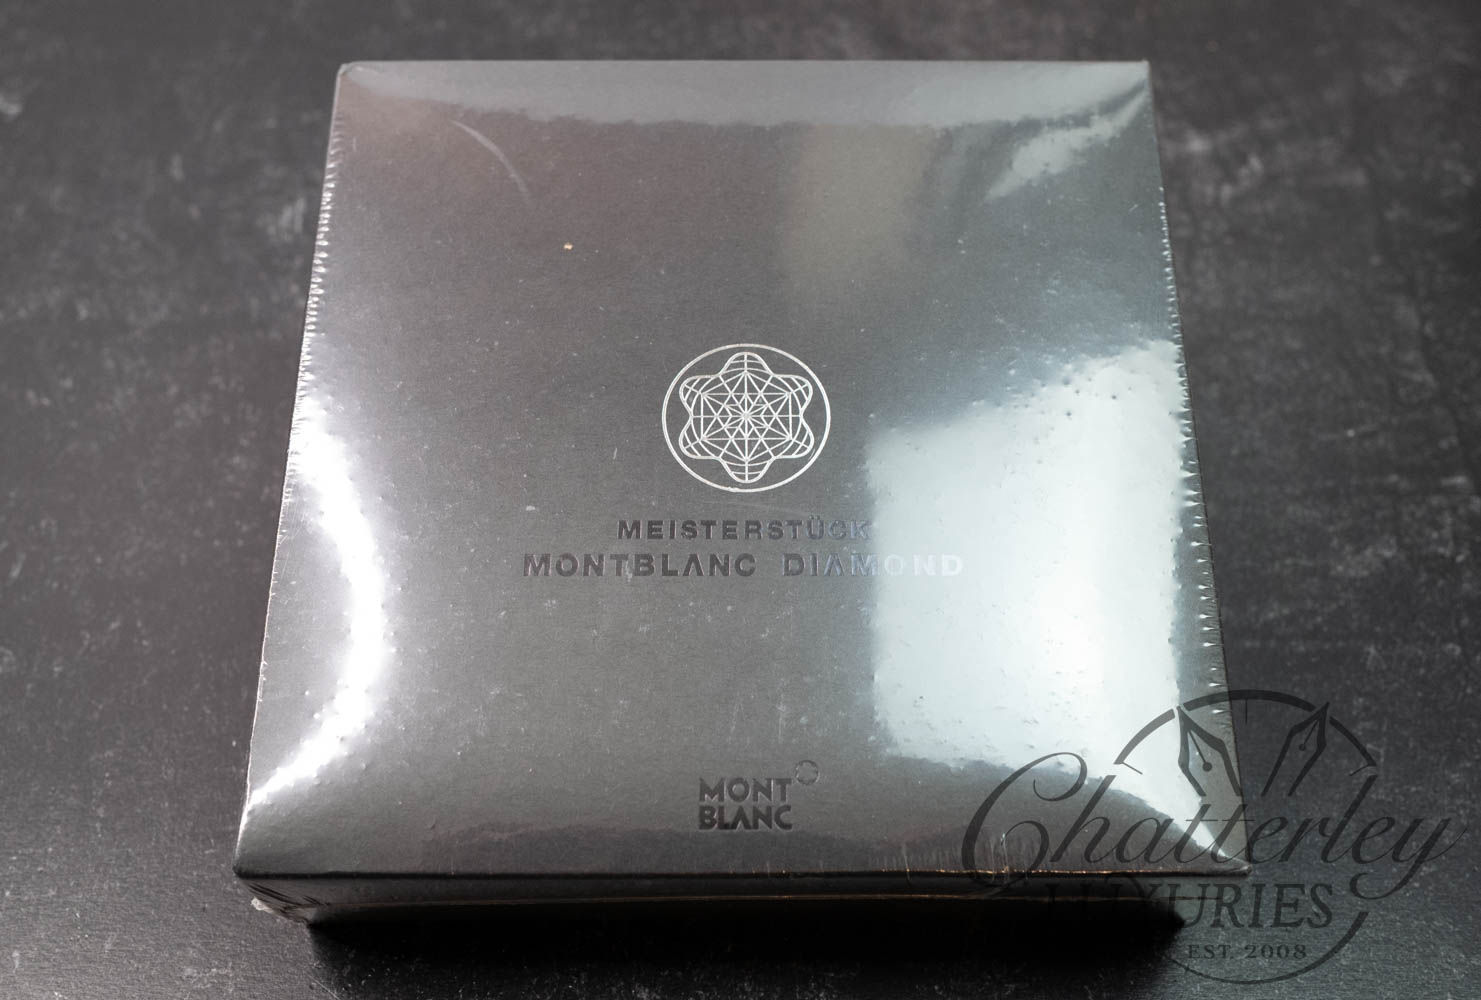 MEISTERSTÜCK
MONTBLANC DIAMOND
MONT
BLANC
Chatterley
LUXURIES
EST. 2008